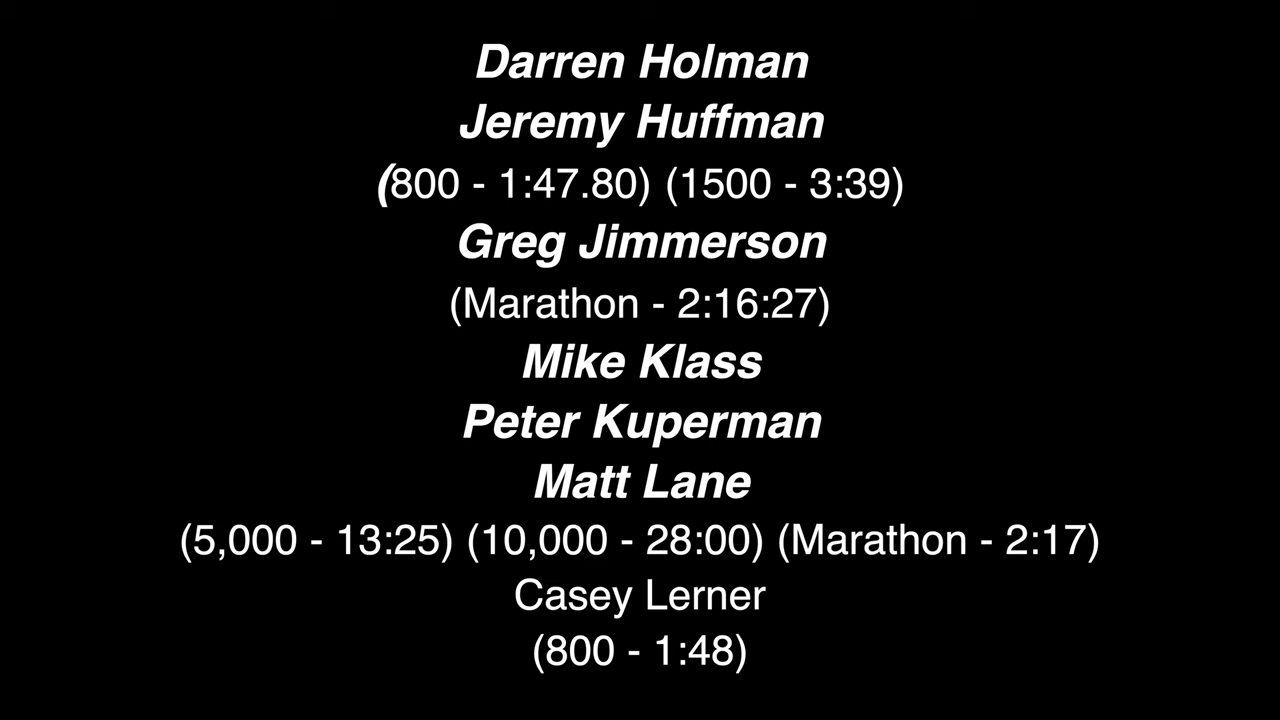 Darren Holman
Jeremy Huffman
(800 - 1:47.80) (1500 - 3:39)
Greg Jimmerson
(Marathon - 2:16:27)
Mike Klass
Peter Kuperman
Matt Lane
(5,000 - 13:25) (10,000 - 28:00) (Marathon - 2:17)
Casey Lerner
(800 - 1:48)